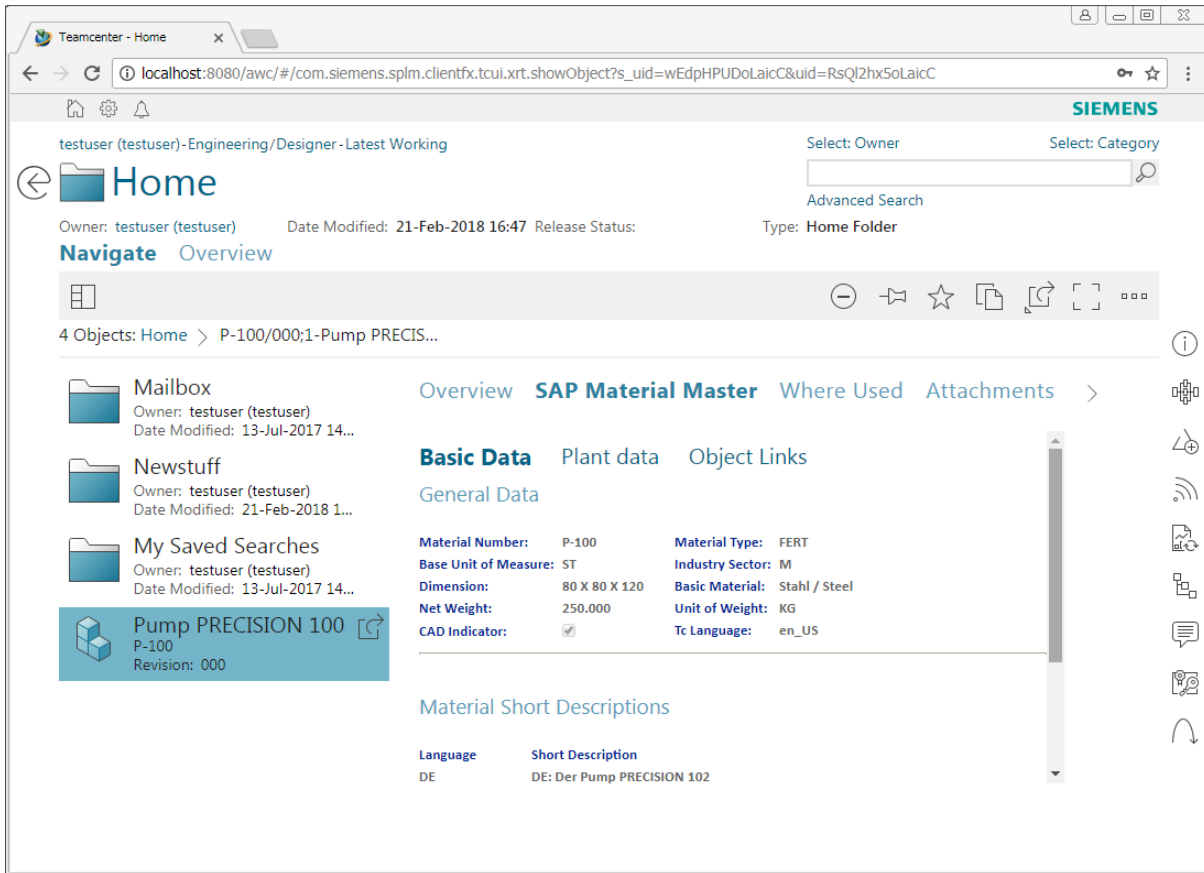 Teamcenter - Home
localhost:8080/awc/#/com.siemens.splm.clientfx.tcui.xrt.showObject?s_uid=wEdpHPUDoLaicC&uid=RsQl2hx5oLaicC
SIEMENS
testuser (testuser)-Engineering/Designer-Latest Working
Select: Owner
Select: Category
Home
Advanced Search
Owner: testuser (testuser) Date Modified: 21-Feb-2018 16:47 Release Status: Type: Home Folder
Navigate Overview
4 Objects: Home > P-100/000;1-Pump PRECIS...
Mailbox
Owner: testuser (testuser)
Date Modified: 13-Jul-2017 14...
Newstuff
Owner: testuser (testuser)
Date Modified: 21-Feb-2018 1...
My Saved Searches
Owner: testuser (testuser)
Date Modified: 13-Jul-2017 14...
Pump PRECISION 100
P-100
Revision: 000
Overview SAP Material Master Where Used Attachments
Basic Data Plant data Object Links
General Data
Material Number: P-100 Material Type: FERT
Base Unit of Measure: ST Industry Sector: M
Dimension: 80 X 80 X 120 Basic Material: Stahl / Steel
Net Weight: 250.000 Unit of Weight: KG
CAD Indicator: Tc Language: en_US
Material Short Descriptions
Language Short Description
DE DE: Der Pump PRECISION 102